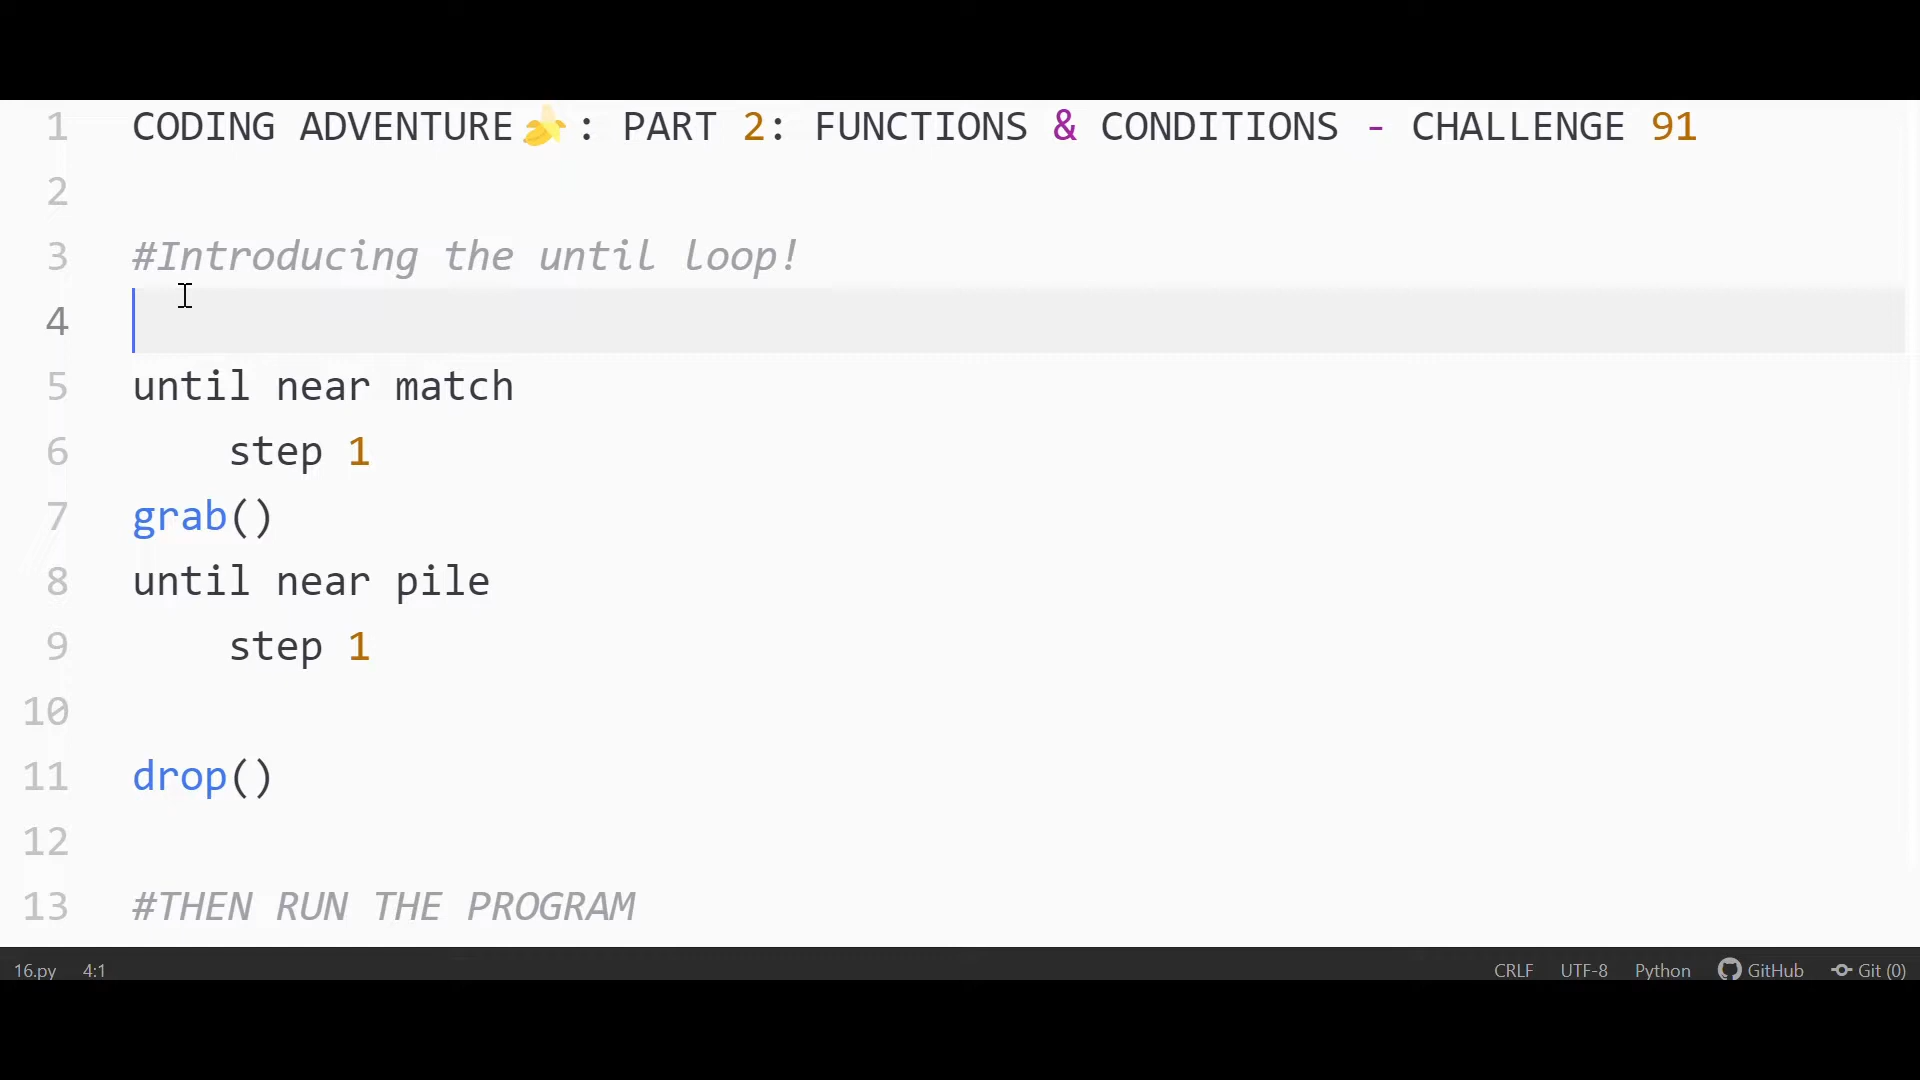 1 CODING ADVENTURE🍌: PART 2: FUNCTIONS & CONDITIONS - CHALLENGE 91
2
3 #Introducing the until loop!
4
5 until near match
6     step 1
7 grab()
8 until near pile
9     step 1
10
11 drop()
12
13 #THEN RUN THE PROGRAM
16.py 4:1 CRLF UTF-8 Python GitHub Git (0)